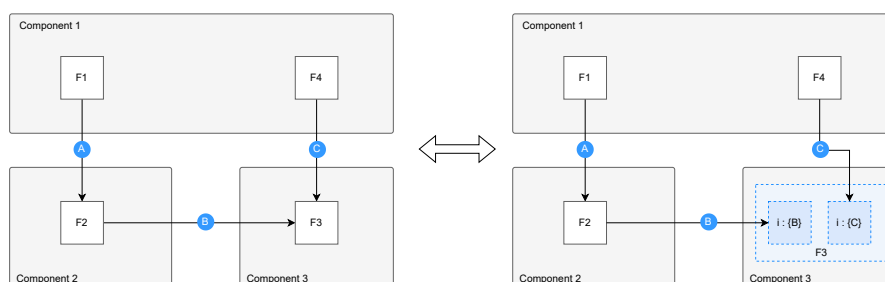 Component 1
F1
F4
A
C
F2
B
F3
Component 2
Component 3
Component 1
F1
F4
A
C
F2
B
i : {B}
i : {C}
F3
Component 2
Component 3